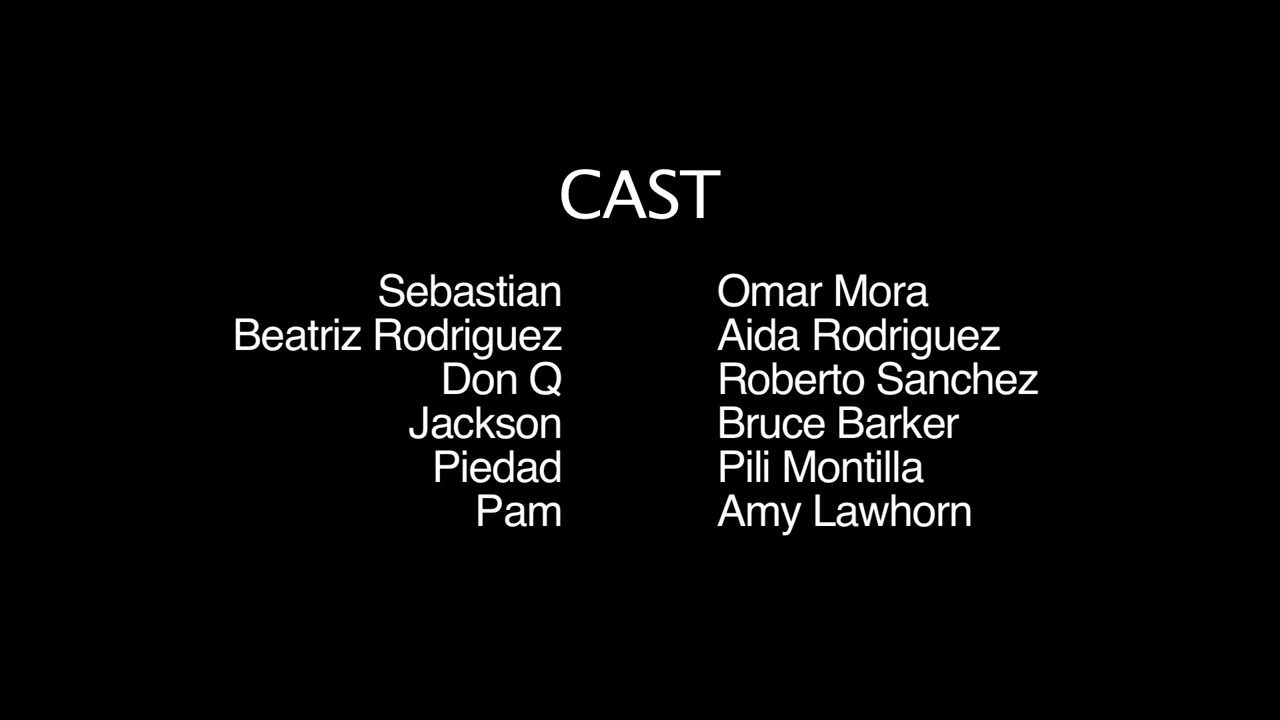 CAST
Sebastian Omar Mora
Beatriz Rodriguez Aida Rodriguez
Don Q Roberto Sanchez
Jackson Bruce Barker
Piedad Pili Montilla
Pam Amy Lawhorn